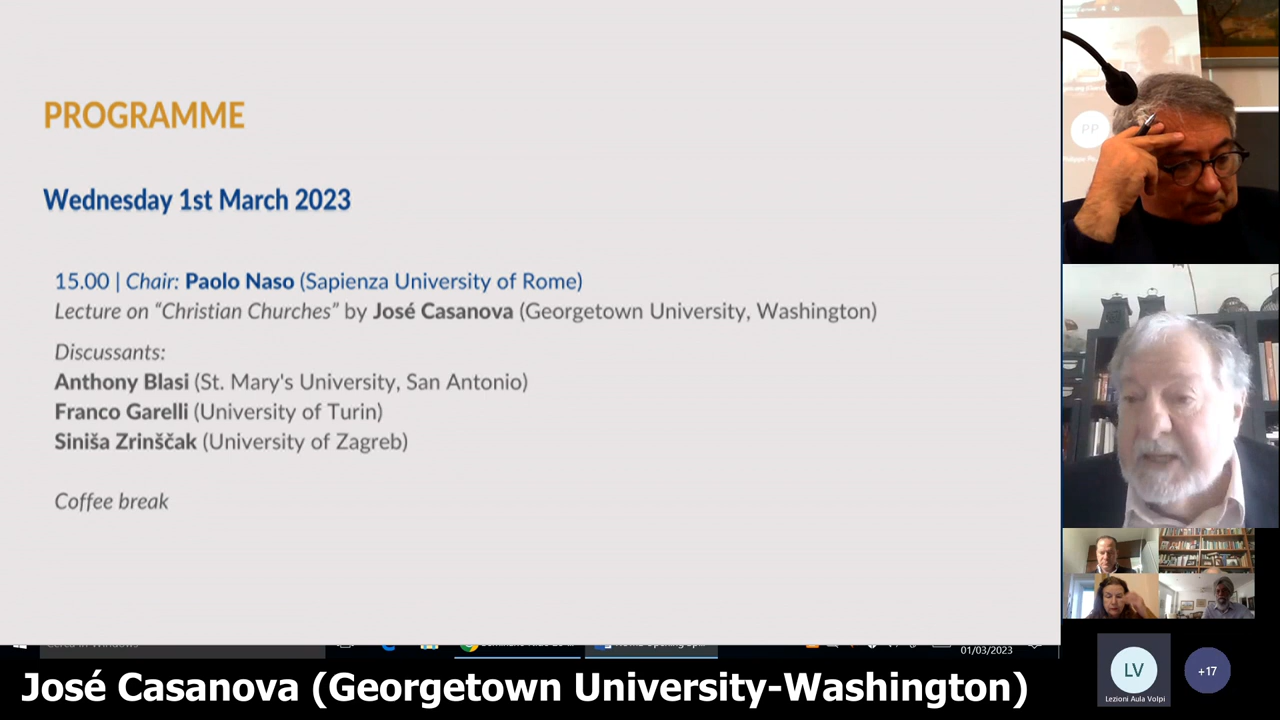 PROGRAMME
Wednesday 1st March 2023
15.00 | Chair: Paolo Naso (Sapienza University of Rome)
Lecture on “Christian Churches” by José Casanova (Georgetown University, Washington)
Discussants:
Anthony Blasi (St. Mary's University, San Antonio)
Franco Garelli (University of Turin)
Siniša Zrinščak (University of Zagreb)
Coffee break
PP
01/03/2023
LV
Lezioni Aula Volpi
+17
José Casanova (Georgetown University-Washington)